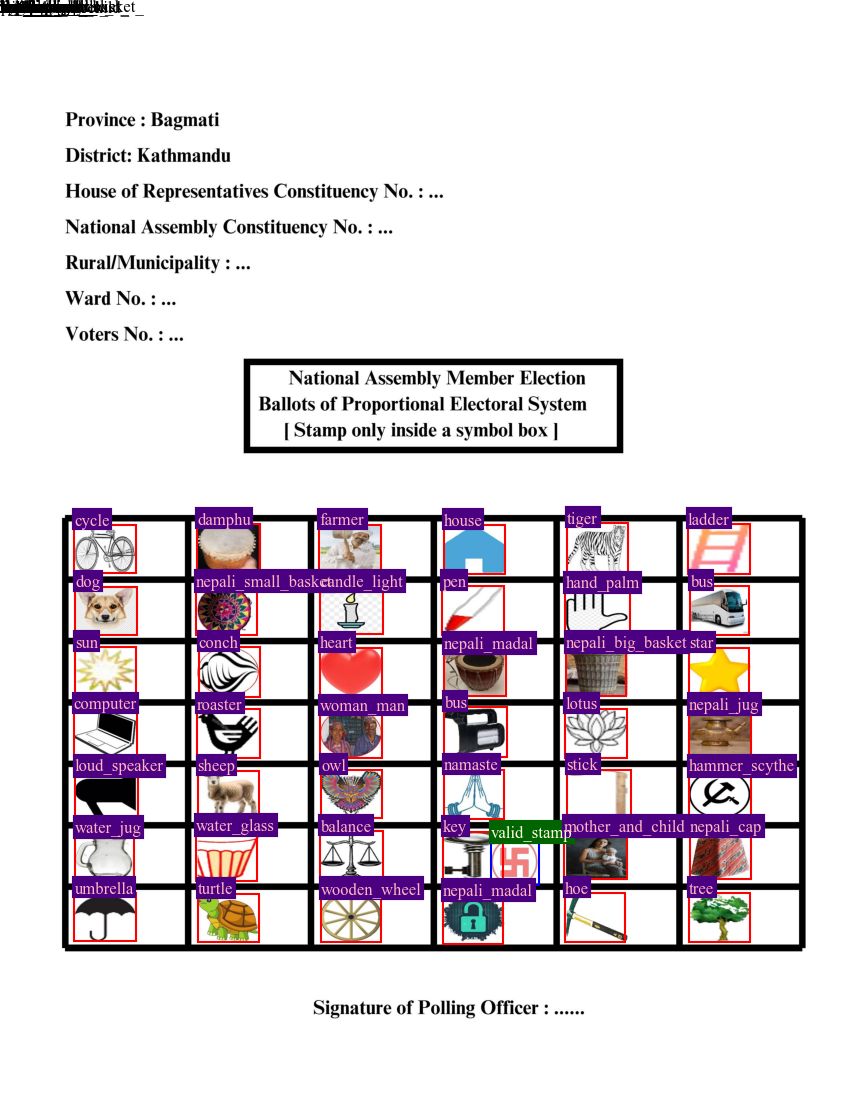 Province : Bagmati
District: Kathmandu
House of Representatives Constituency No. : ...
National Assembly Constituency No. : ...
Rural/Municipality : ...
Ward No. : ...
Voters No. : ...
National Assembly Member Election
Ballots of Proportional Electoral System
[ Stamp only inside a symbol box ]
cycle damphu farmer house tiger ladder
dog nepali_small_basket candle_light pen hand_palm bus
sun conch heart nepali_madal nepali_big_basket star
computer roaster woman_man bus lotus nepali_jug
loud_speaker sheep owl namaste stick hammer_scythe
water_jug water_glass balance key valid_stamp mother_and_child nepali_cap
umbrella turtle wooden_wheel nepali_madal hoe tree
Signature of Polling Officer : ......